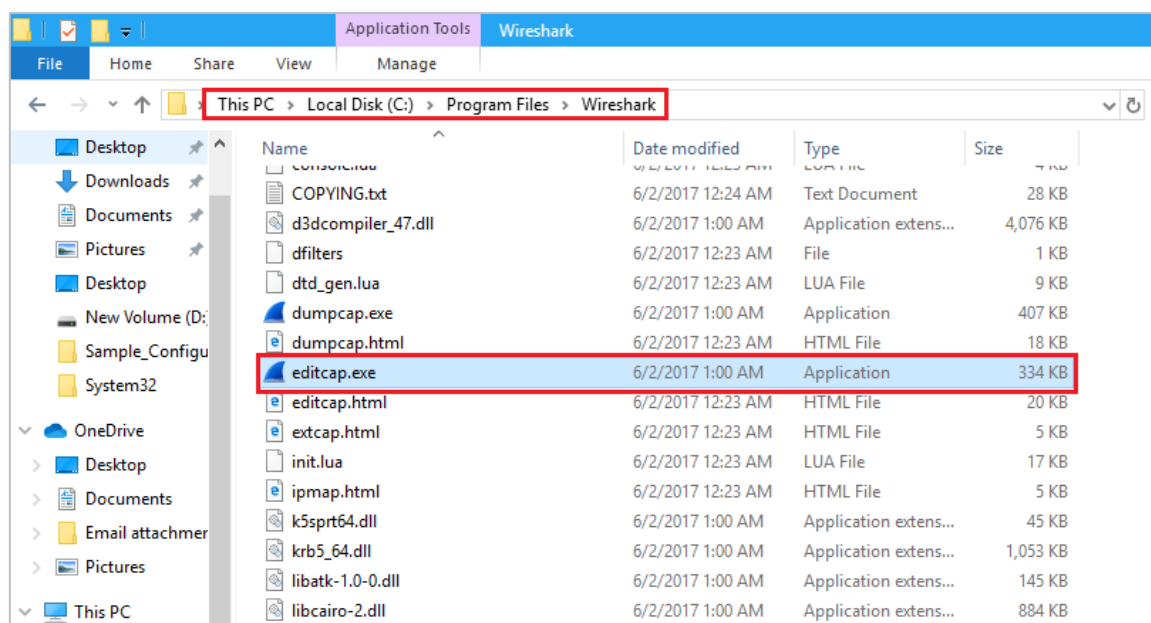 Application Tools Wireshark
File Home Share View Manage
This PC > Local Disk (C:) > Program Files > Wireshark
Name Date modified Type Size
Desktop
Downloads
Documents
Pictures
Desktop
New Volume (D:
Sample_Configu
System32
OneDrive
Desktop
Documents
Email attachmer
Pictures
This PC
COPYING.txt 6/2/2017 12:24 AM Text Document 28 KB
d3dcompiler_47.dll 6/2/2017 1:00 AM Application extens... 4,076 KB
dfilters 6/2/2017 12:23 AM File 1 KB
dtd_gen.lua 6/2/2017 12:23 AM LUA File 9 KB
dumpcap.exe 6/2/2017 1:00 AM Application 407 KB
dumpcap.html 6/2/2017 12:23 AM HTML File 18 KB
editcap.exe 6/2/2017 1:00 AM Application 334 KB
editcap.html 6/2/2017 12:23 AM HTML File 20 KB
extcap.html 6/2/2017 12:23 AM HTML File 5 KB
init.lua 6/2/2017 12:23 AM LUA File 17 KB
ipmap.html 6/2/2017 12:23 AM HTML File 5 KB
k5sprt64.dll 6/2/2017 1:00 AM Application extens... 45 KB
krb5_64.dll 6/2/2017 1:00 AM Application extens... 1,053 KB
libatk-1.0-0.dll 6/2/2017 1:00 AM Application extens... 145 KB
libcairo-2.dll 6/2/2017 1:00 AM Application extens... 884 KB